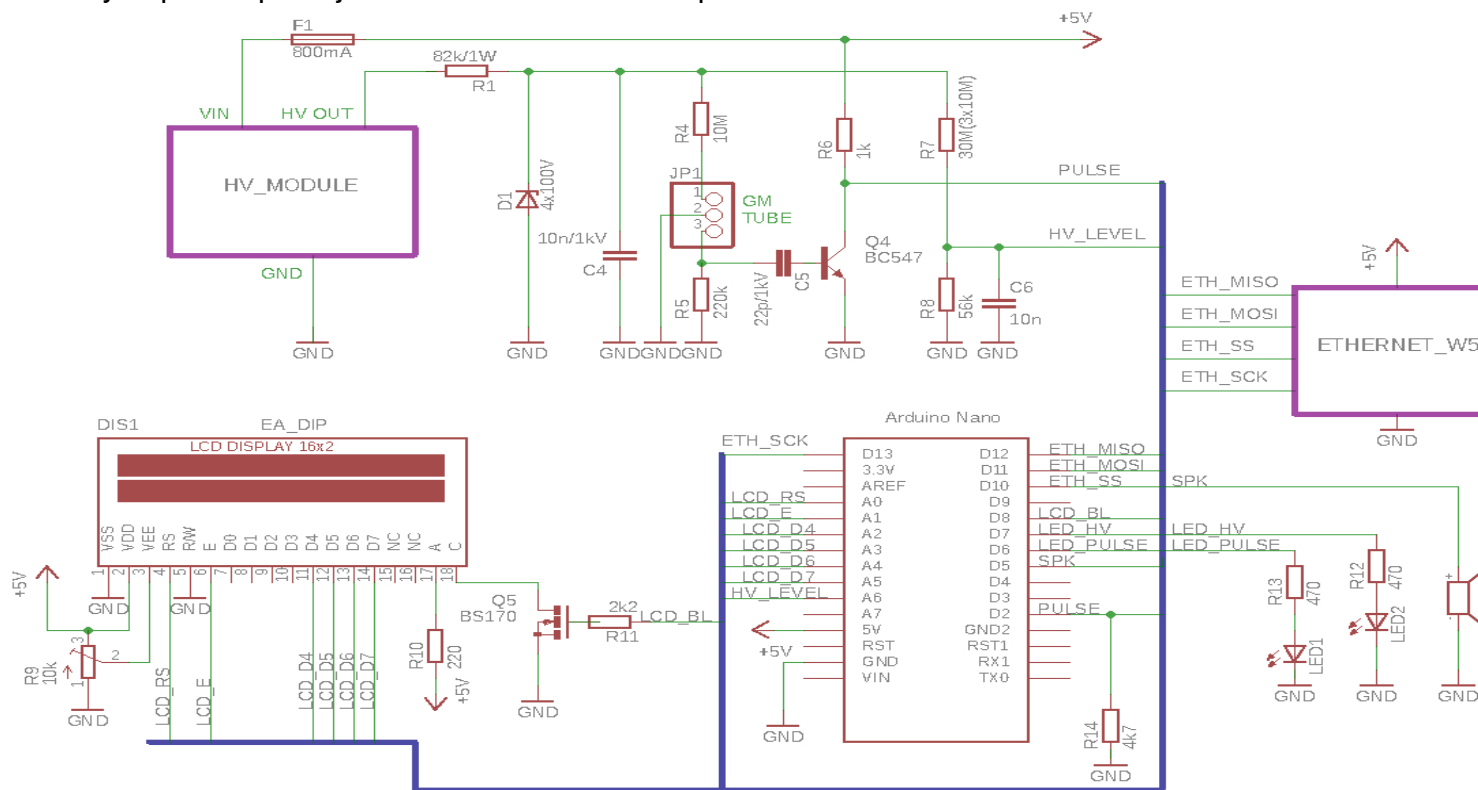 F1
800mA
+5V
82k/1W
R1
VIN
HV OUT
HV_MODULE
GND
GND
D1
4x100V
GND
10n/1kV
C4
GND
R4
10M
JP1
1
2
3
GM
TUBE
GND
R5
220k
GND
22p/1kV
C5
R6
1k
Q4
BC547
GND
R7
30M(3x10M)
PULSE
HV_LEVEL
R8
56k
GND
C6
10n
GND
+5V
ETH_MISO
ETH_MOSI
ETH_SS
ETH_SCK
ETHERNET_W5
GND
DIS1
EA_DIP
LCD DISPLAY 16x2
VSS
VDD
VEE
RS
R/W
E
D0
D1
D2
D3
D4
D5
D6
D7
NC
NC
A
C
1
2
3
4
5
6
7
8
9
10
11
12
13
14
15
16
17
18
+5V
GND
GND
R9
10k
3
2
1
GND
LCD_RS
LCD_E
LCD_D4
LCD_D5
LCD_D6
LCD_D7
R10
220
+5V
Q5
BS170
GND
2k2
R11
LCD_BL
Arduino Nano
ETH_SCK
LCD_RS
LCD_E
LCD_D4
LCD_D5
LCD_D6
LCD_D7
HV_LEVEL
+5V
GND
D13
3.3V
AREF
A0
A1
A2
A3
A4
A5
A6
A7
5V
RST
GND
VIN
D12
D11
D10
D9
D8
D7
D6
D5
D4
D3
D2
GND2
RST1
RX1
TX0
ETH_MISO
ETH_MOSI
ETH_SS
LCD_BL
LED_HV
LED_PULSE
SPK
PULSE
R14
4k7
GND
SPK
LED_HV
LED_PULSE
R13
470
LED1
GND
R12
470
LED2
GND
+
GND